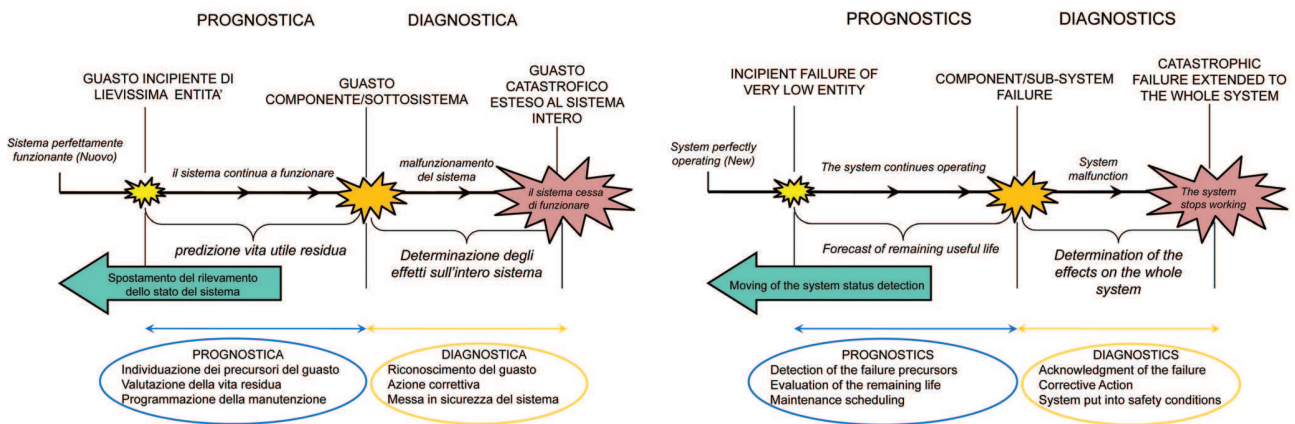 PROGNOSTICA
DIAGNOSTICA
GUASTO INCIPIENTE DI
LIEVISSIMA ENTITA'
GUASTO
COMPONENTE/SOTTOSISTEMA
GUASTO
CATASTROFICO
ESTESO AL SISTEMA
INTERO
Sistema perfettamente
funzionante (Nuovo)
il sistema continua a funzionare
malfunzionamento
del sistema
il sistema cessa
di funzionare
predizione vita utile residua
Determinazione degli
effetti sull'intero sistema
Spostamento del rilevamento
dello stato del sistema
PROGNOSTICA
Individuazione dei precursori del guasto
Valutazione della vita residua
Programmazione della manutenzione
DIAGNOSTICA
Riconoscimento del guasto
Azione correttiva
Messa in sicurezza del sistema
PROGNOSTICS
DIAGNOSTICS
INCIPIENT FAILURE OF
VERY LOW ENTITY
COMPONENT/SUB-SYSTEM
FAILURE
CATASTROPHIC
FAILURE EXTENDED TO
THE WHOLE SYSTEM
System perfectly
operating (New)
The system continues operating
System
malfunction
The system
stops working
Forecast of remaining useful life
Determination of the
effects on the whole
system
Moving of the system status detection
PROGNOSTICS
Detection of the failure precursors
Evaluation of the remaining life
Maintenance scheduling
DIAGNOSTICS
Acknowledgment of the failure
Corrective Action
System put into safety conditions